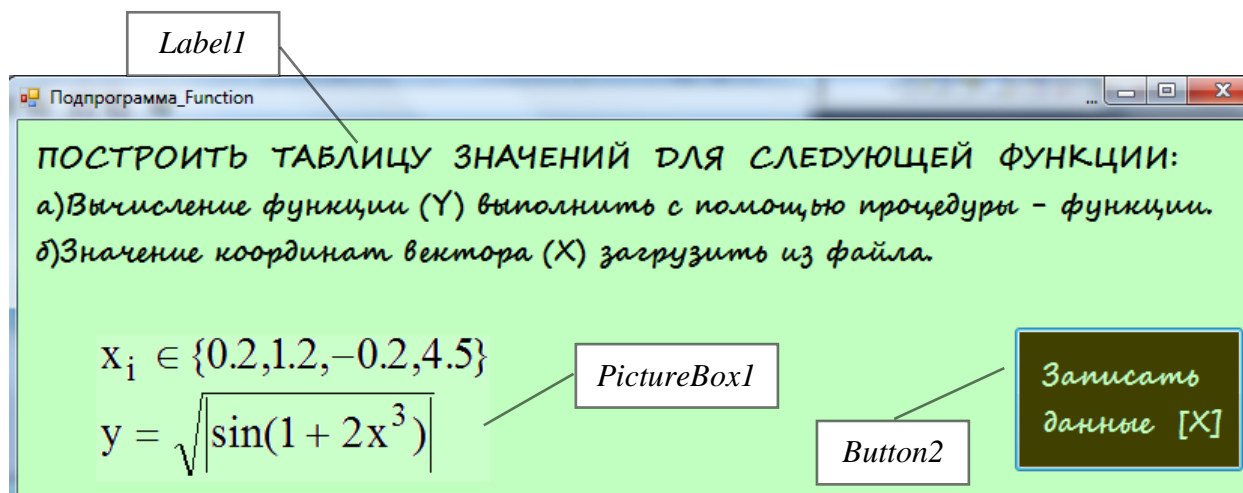 Label1
Подпрограмма_Function
ПОСТРОИТЬ ТАБЛИЦУ ЗНАЧЕНИЙ ДЛЯ СЛЕДУЮЩЕЙ ФУНКЦИИ:
а)Вычисление функции (Y) выполнить с помощью процедуры - функции.
б)Значение координат вектора (X) загрузить из файла.
x_i ∈ {0.2,1.2,−0.2,4.5}
y = √|sin(1 + 2x³)|
PictureBox1
Button2
Записать
данные [X]